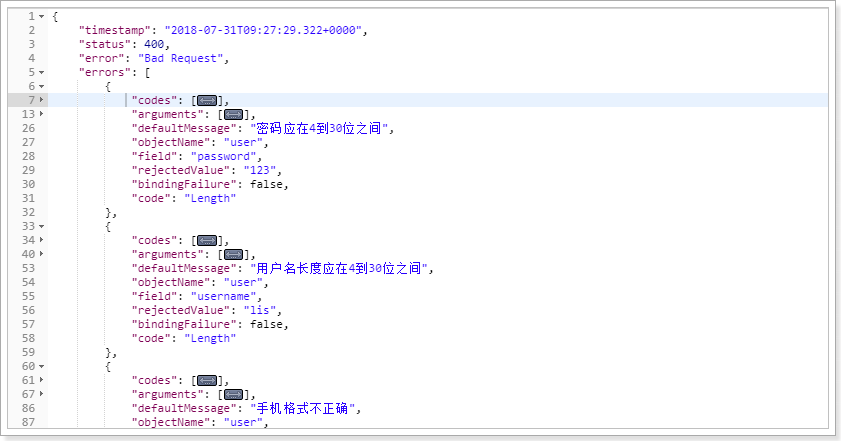 1 {
2 "timestamp": "2018-07-31T09:27:29.322+0000",
3 "status": 400,
4 "error": "Bad Request",
5 "errors": [
6 {
7 "codes": [],
13 "arguments": [],
26 "defaultMessage": "密码应在4到30位之间",
27 "objectName": "user",
28 "field": "password",
29 "rejectedValue": "123",
30 "bindingFailure": false,
31 "code": "Length"
32 },
33 {
34 "codes": [],
40 "arguments": [],
53 "defaultMessage": "用户名长度应在4到30位之间",
54 "objectName": "user",
55 "field": "username",
56 "rejectedValue": "lis",
57 "bindingFailure": false,
58 "code": "Length"
59 },
60 {
61 "codes": [],
67 "arguments": [],
86 "defaultMessage": "手机格式不正确",
87 "objectName": "user",